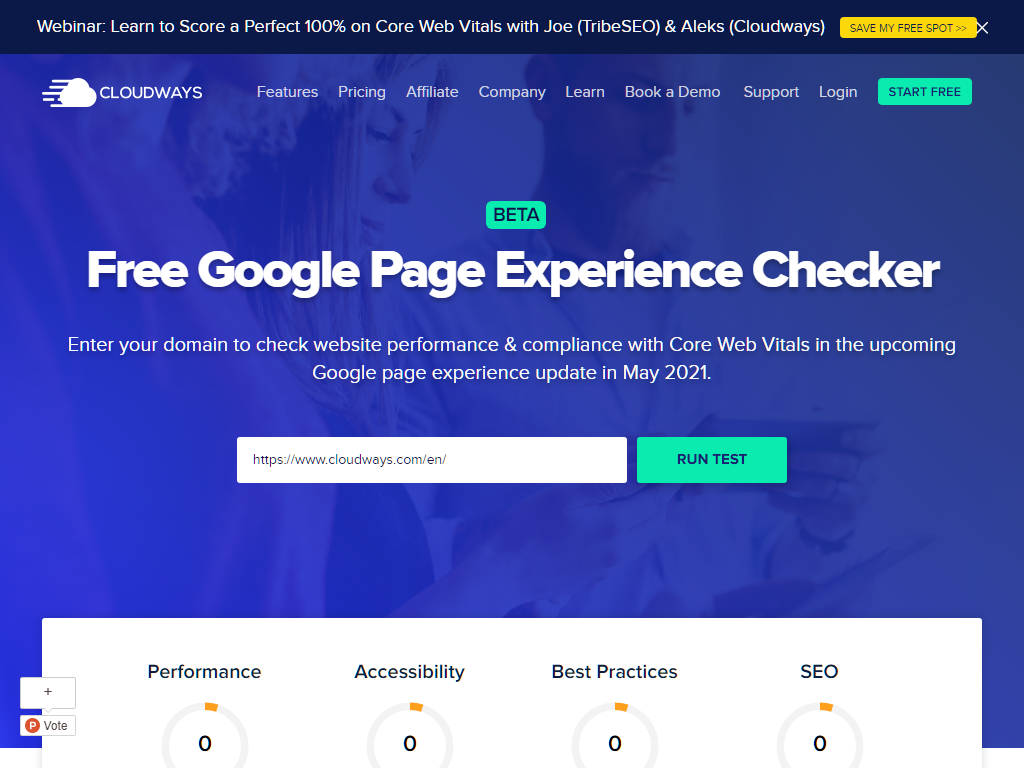 Webinar: Learn to Score a Perfect 100% on Core Web Vitals with Joe (TribeSEO) & Aleks (Cloudways) SAVE MY FREE SPOT >>
CLOUDWAYS Features Pricing Affiliate Company Learn Book a Demo Support Login START FREE
BETA
Free Google Page Experience Checker
Enter your domain to check website performance & compliance with Core Web Vitals in the upcoming
Google page experience update in May 2021.
https://www.cloudways.com/en/ RUN TEST
Performance Accessibility Best Practices SEO
+
P Vote
0 0 0 0